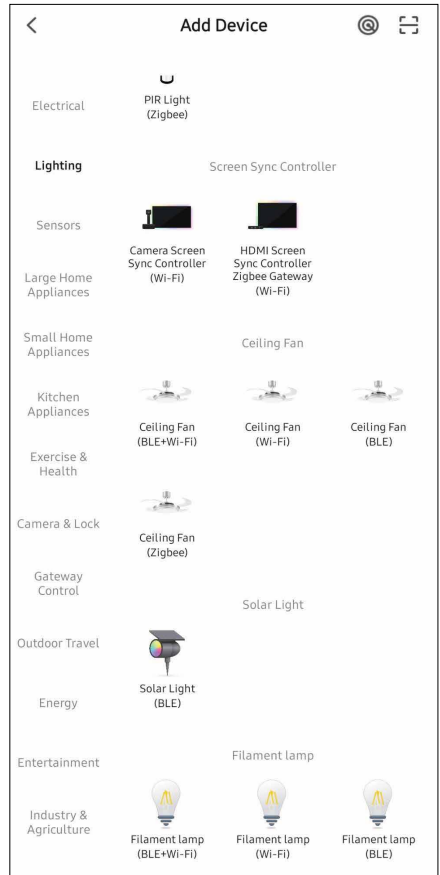 Add Device
Electrical
Lighting
Sensors
Large Home
Appliances
Small Home
Appliances
Kitchen
Appliances
Exercise &
Health
Camera & Lock
Gateway
Control
Outdoor Travel
Energy
Entertainment
Industry &
Agriculture
PIR Light
(Zigbee)
Screen Sync Controller
Camera Screen
Sync Controller
(Wi-Fi)
HDMI Screen
Sync Controller
Zigbee Gateway
(Wi-Fi)
Ceiling Fan
Ceiling Fan
(BLE+Wi-Fi)
Ceiling Fan
(Wi-Fi)
Ceiling Fan
(BLE)
Ceiling Fan
(Zigbee)
Solar Light
Solar Light
(BLE)
Filament lamp
Filament lamp
(BLE+Wi-Fi)
Filament lamp
(Wi-Fi)
Filament lamp
(BLE)